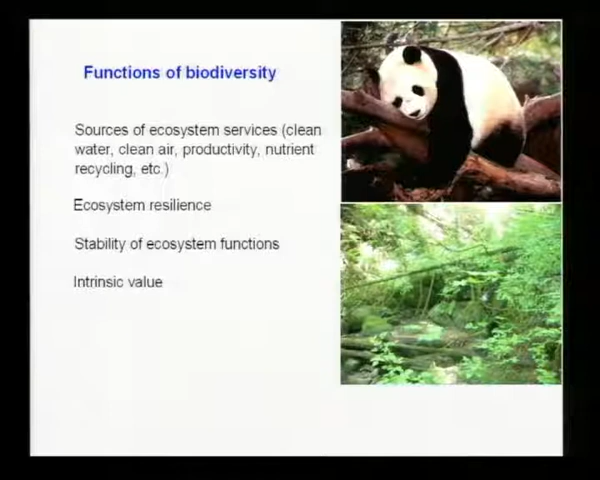 Functions of biodiversity
Sources of ecosystem services (clean
water, clean air, productivity, nutrient
recycling, etc.)
Ecosystem resilience
Stability of ecosystem functions
Intrinsic value